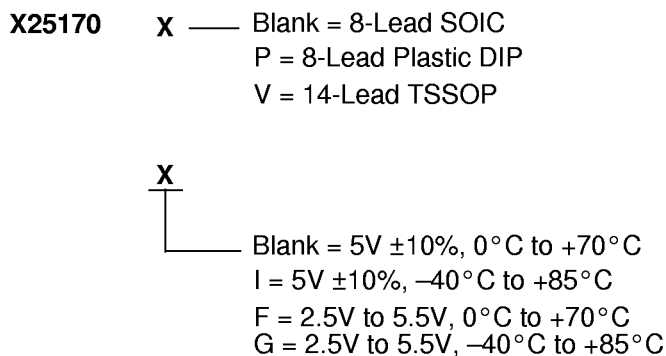 X25170 X Blank = 8-Lead SOIC
P = 8-Lead Plastic DIP
V = 14-Lead TSSOP
X
Blank = 5V ±10%, 0°C to +70°C
I = 5V ±10%, –40°C to +85°C
F = 2.5V to 5.5V, 0°C to +70°C
G = 2.5V to 5.5V, –40°C to +85°C